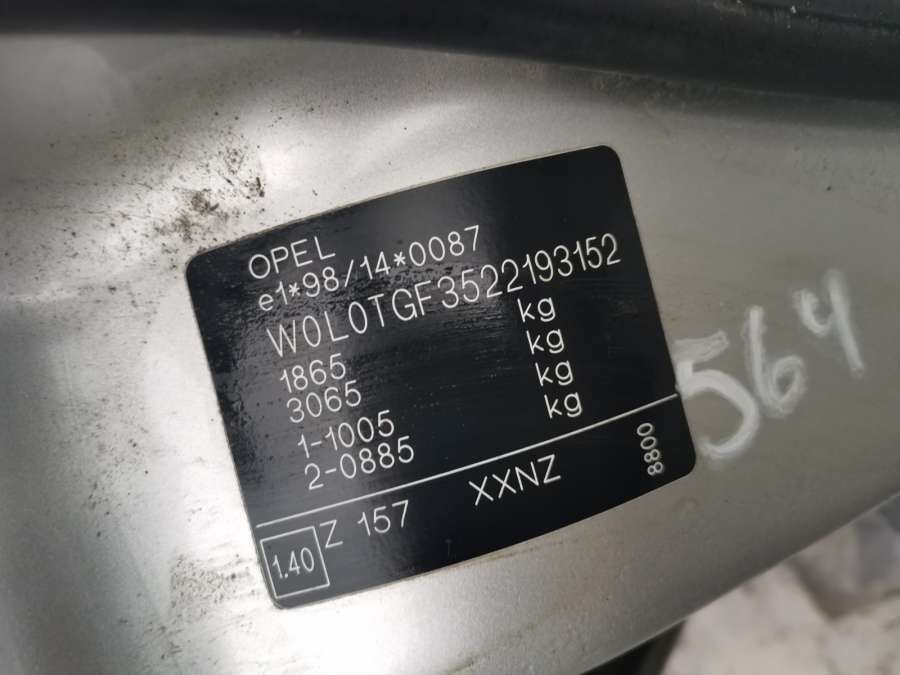 OPEL
e1*98/14*0087
W0L0TGF3522193152
1865 kg
3065 kg
1-1005 kg
2-0885 kg
1.40 Z 157 XXNZ 8800
564